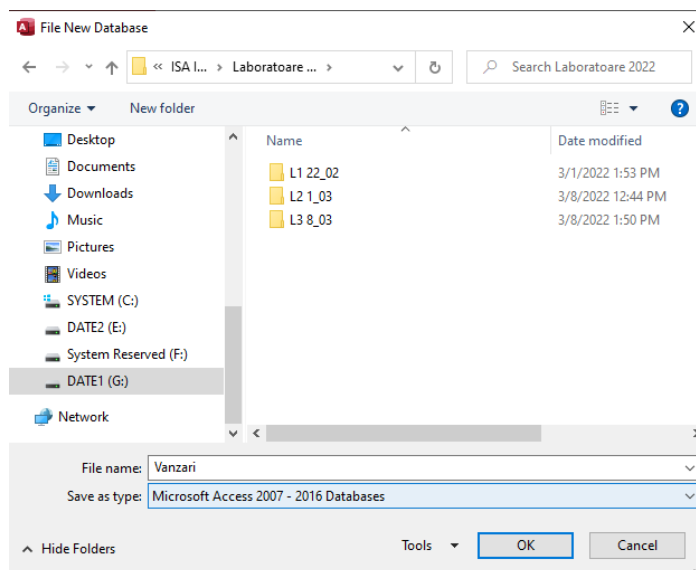 File New Database
« ISA I... › Laboratoare ... ›
Search Laboratoare 2022
Organize
New folder
?
Name
Date modified
Desktop
Documents
Downloads
Music
Pictures
Videos
SYSTEM (C:)
DATE2 (E:)
System Reserved (F:)
DATE1 (G:)
Network
L1 22_02 3/1/2022 1:53 PM
L2 1_03 3/8/2022 12:44 PM
L3 8_03 3/8/2022 1:50 PM
File name: Vanzari
Save as type: Microsoft Access 2007 - 2016 Databases
Hide Folders
Tools
OK
Cancel